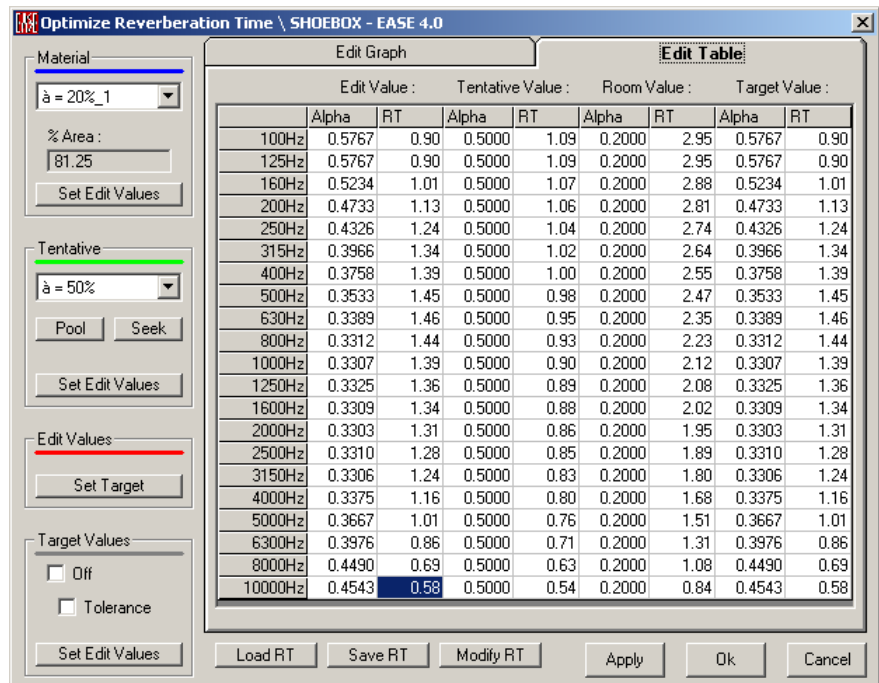 Optimize Reverberation Time \ SHOEBOX - EASE 4.0
Material
à = 20%_1
% Area :
81.25
Set Edit Values
Tentative
à = 50%
Pool Seek
Set Edit Values
Edit Values
Set Target
Target Values
Off
Tolerance
Set Edit Values
Edit Graph Edit Table
Edit Value : Tentative Value : Room Value : Target Value :
Alpha RT Alpha RT Alpha RT Alpha RT
100Hz 0.5767 0.90 0.5000 1.09 0.2000 2.95 0.5767 0.90
125Hz 0.5767 0.90 0.5000 1.09 0.2000 2.95 0.5767 0.90
160Hz 0.5234 1.01 0.5000 1.07 0.2000 2.88 0.5234 1.01
200Hz 0.4733 1.13 0.5000 1.06 0.2000 2.81 0.4733 1.13
250Hz 0.4326 1.24 0.5000 1.04 0.2000 2.74 0.4326 1.24
315Hz 0.3966 1.34 0.5000 1.02 0.2000 2.64 0.3966 1.34
400Hz 0.3758 1.39 0.5000 1.00 0.2000 2.55 0.3758 1.39
500Hz 0.3533 1.45 0.5000 0.98 0.2000 2.47 0.3533 1.45
630Hz 0.3389 1.46 0.5000 0.95 0.2000 2.35 0.3389 1.46
800Hz 0.3312 1.44 0.5000 0.93 0.2000 2.23 0.3312 1.44
1000Hz 0.3307 1.39 0.5000 0.90 0.2000 2.12 0.3307 1.39
1250Hz 0.3325 1.36 0.5000 0.89 0.2000 2.08 0.3325 1.36
1600Hz 0.3309 1.34 0.5000 0.88 0.2000 2.02 0.3309 1.34
2000Hz 0.3303 1.31 0.5000 0.86 0.2000 1.95 0.3303 1.31
2500Hz 0.3310 1.28 0.5000 0.85 0.2000 1.89 0.3310 1.28
3150Hz 0.3306 1.24 0.5000 0.83 0.2000 1.80 0.3306 1.24
4000Hz 0.3375 1.16 0.5000 0.80 0.2000 1.68 0.3375 1.16
5000Hz 0.3667 1.01 0.5000 0.76 0.2000 1.51 0.3667 1.01
6300Hz 0.3976 0.86 0.5000 0.71 0.2000 1.31 0.3976 0.86
8000Hz 0.4490 0.69 0.5000 0.63 0.2000 1.08 0.4490 0.69
10000Hz 0.4543 0.58 0.5000 0.54 0.2000 0.84 0.4543 0.58
Load RT Save RT Modify RT Apply Ok Cancel